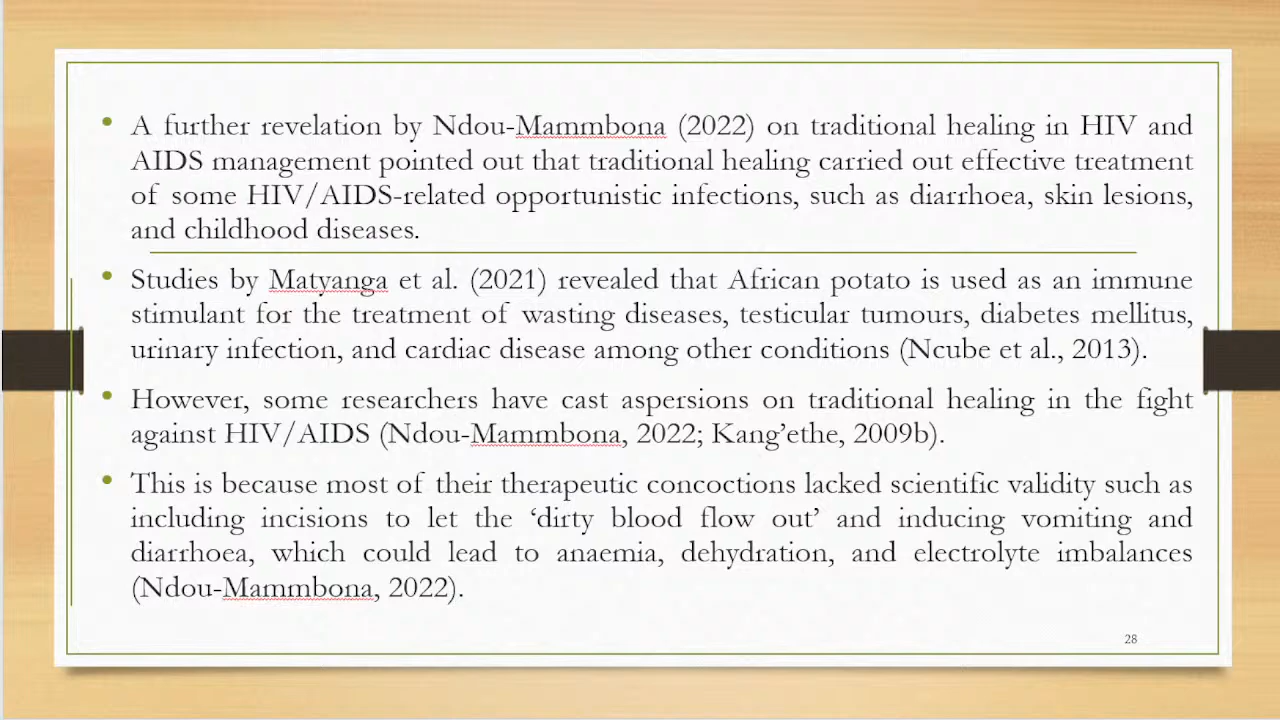 • A further revelation by Ndou-Mammbona (2022) on traditional healing in HIV and
AIDS management pointed out that traditional healing carried out effective treatment
of some HIV/AIDS-related opportunistic infections, such as diarrhoea, skin lesions,
and childhood diseases.
• Studies by Matyanga et al. (2021) revealed that African potato is used as an immune
stimulant for the treatment of wasting diseases, testicular tumours, diabetes mellitus,
urinary infection, and cardiac disease among other conditions (Ncube et al., 2013).
• However, some researchers have cast aspersions on traditional healing in the fight
against HIV/AIDS (Ndou-Mammbona, 2022; Kang’ethe, 2009b).
• This is because most of their therapeutic concoctions lacked scientific validity such as
including incisions to let the ‘dirty blood flow out’ and inducing vomiting and
diarrhoea, which could lead to anaemia, dehydration, and electrolyte imbalances
(Ndou-Mammbona, 2022).
28